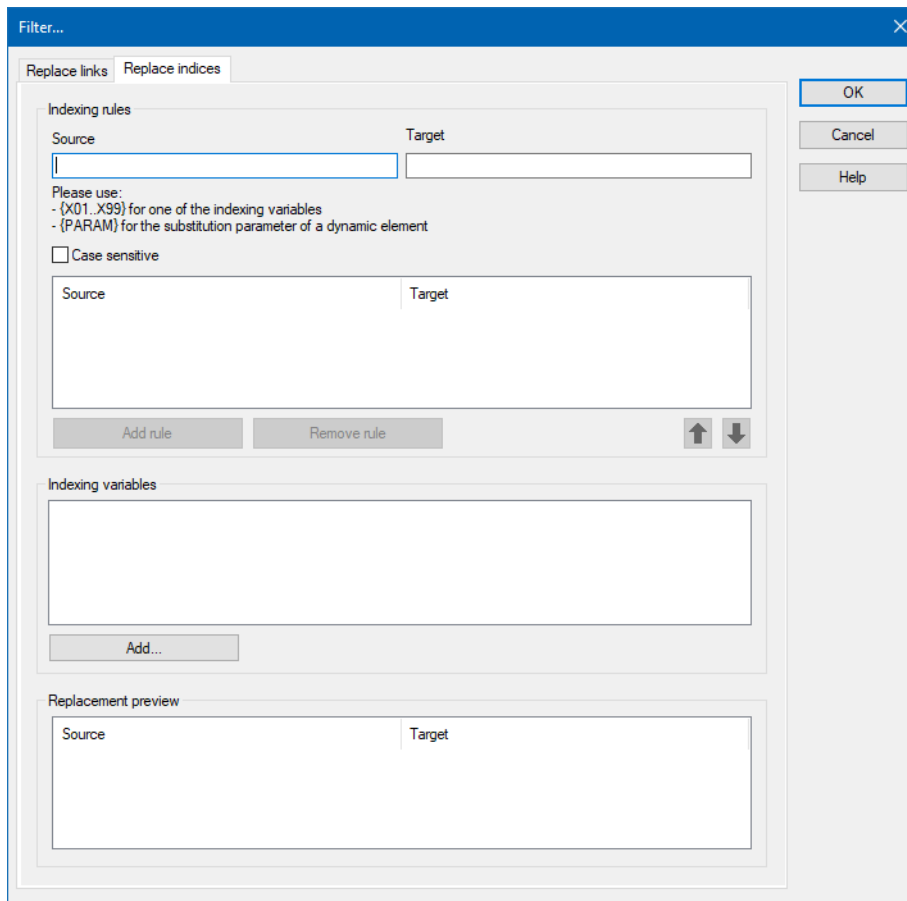 Filter...
Replace links
Replace indices
OK
Cancel
Help
Indexing rules
Source
Target
Please use:
- {X01..X99} for one of the indexing variables
- {PARAM} for the substitution parameter of a dynamic element
Case sensitive
Source
Target
Add rule
Remove rule
Indexing variables
Add...
Replacement preview
Source
Target